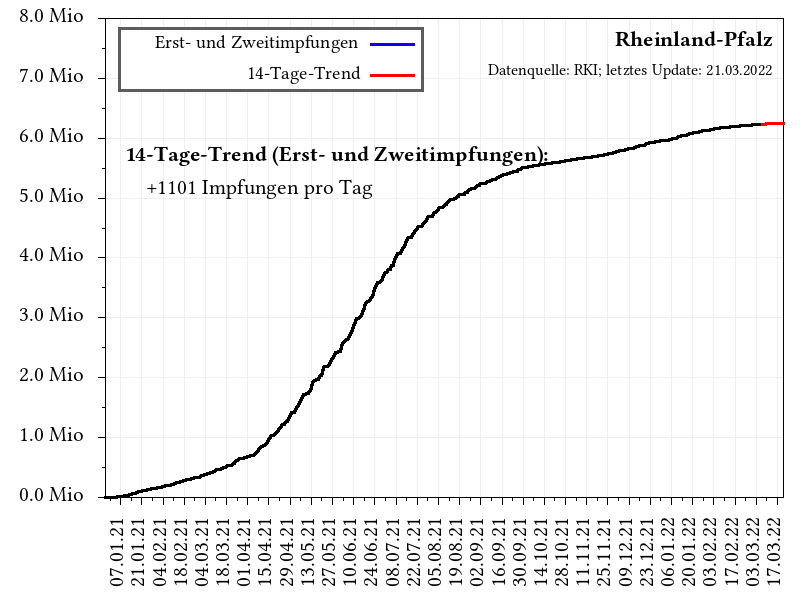 8.0 Mio
7.0 Mio
6.0 Mio
5.0 Mio
4.0 Mio
3.0 Mio
2.0 Mio
1.0 Mio
0.0 Mio
Erst- und Zweitimpfungen
14-Tage-Trend
Rheinland-Pfalz
Datenquelle: RKI; letztes Update: 21.03.2022
14-Tage-Trend (Erst- und Zweitimpfungen):
+1101 Impfungen pro Tag
07.01.21
21.01.21
04.02.21
18.02.21
04.03.21
18.03.21
01.04.21
15.04.21
29.04.21
13.05.21
27.05.21
10.06.21
24.06.21
08.07.21
22.07.21
05.08.21
19.08.21
02.09.21
16.09.21
30.09.21
14.10.21
28.10.21
11.11.21
25.11.21
09.12.21
23.12.21
06.01.22
20.01.22
03.02.22
17.02.22
03.03.22
17.03.22